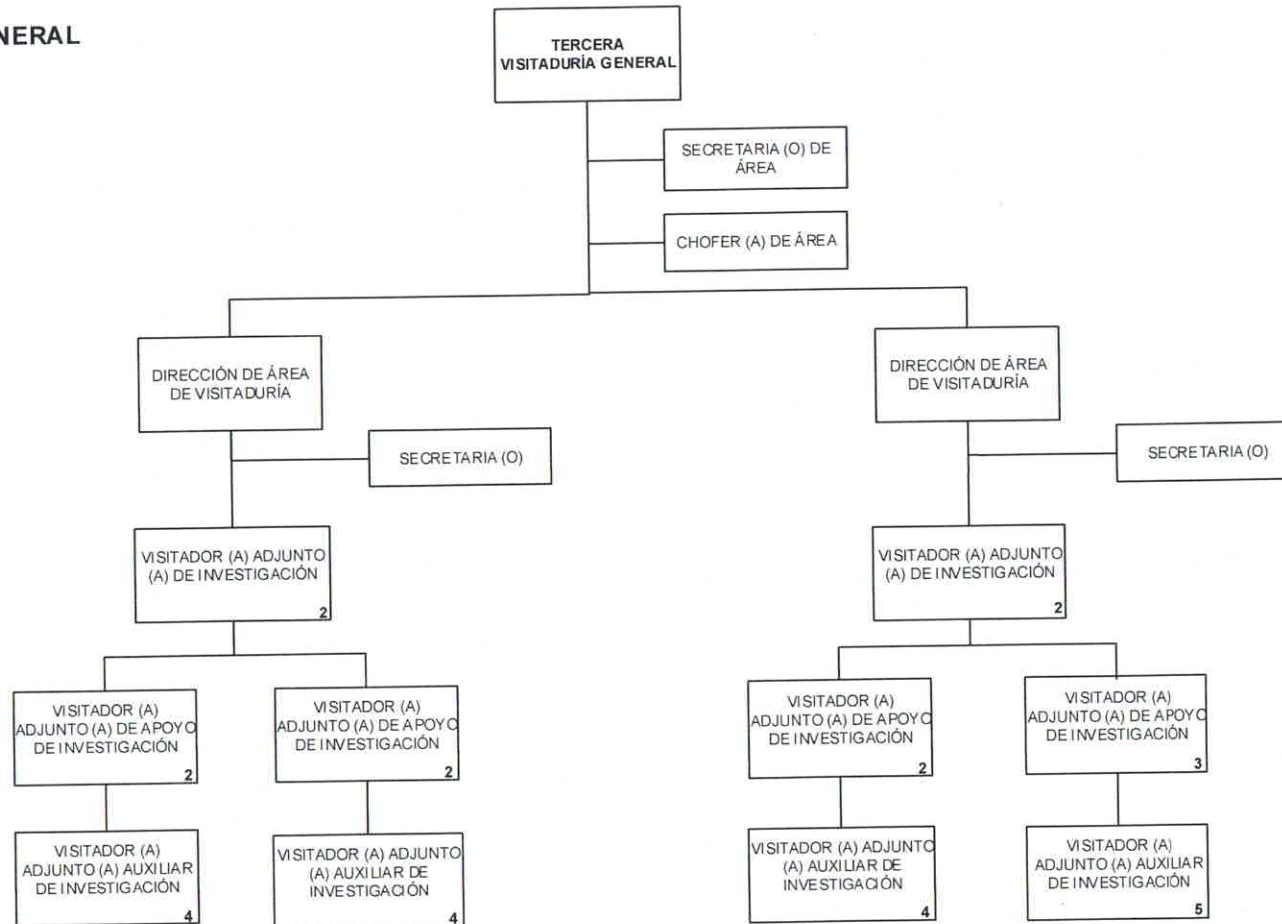 NERAL
TERCERA
VISITADURÍA GENERAL
SECRETARIA (O) DE
ÁREA
CHOFER (A) DE ÁREA
DIRECCIÓN DE ÁREA
DE VISITADURÍA
DIRECCIÓN DE ÁREA
DE VISITADURÍA
SECRETARIA (O)
SECRETARIA (O)
VISITADOR (A) ADJUNTO
(A) DE INVESTIGACIÓN
2
VISITADOR (A) ADJUNTO
(A) DE INVESTIGACIÓN
2
VISITADOR (A)
ADJUNTO (A) DE APOYO
DE INVESTIGACIÓN
2
VISITADOR (A)
ADJUNTO (A) DE APOYO
DE INVESTIGACIÓN
2
VISITADOR (A)
ADJUNTO (A) DE APOYO
DE INVESTIGACIÓN
2
VISITADOR (A)
ADJUNTO (A) DE APOYO
DE INVESTIGACIÓN
3
VISITADOR (A)
ADJUNTO (A) AUXILIAR
DE INVESTIGACIÓN
4
VISITADOR (A) ADJUNTO
(A) AUXILIAR DE
INVESTIGACIÓN
4
VISITADOR (A) ADJUNTO
(A) AUXILIAR DE
INVESTIGACIÓN
4
VISITADOR (A)
ADJUNTO (A) AUXILIAR
DE INVESTIGACIÓN
5